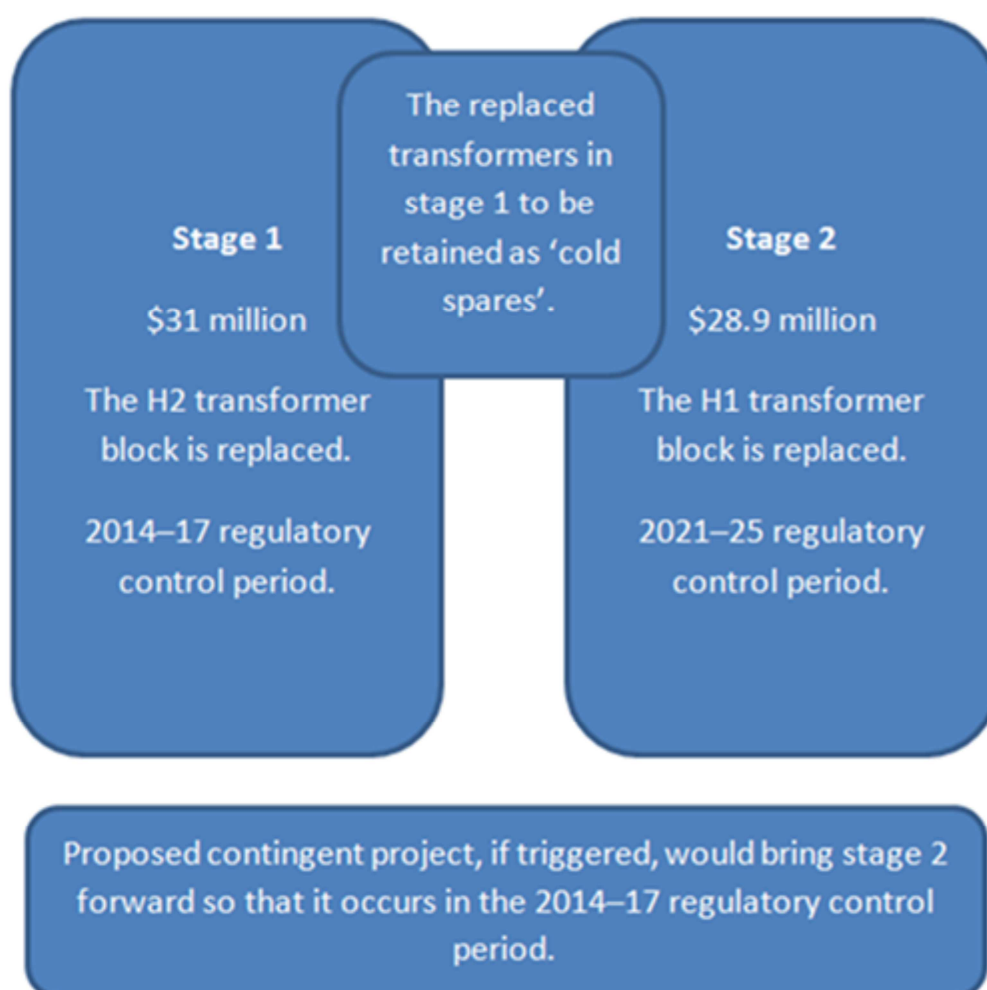 The replaced
transformers in
stage 1 to be
retained as ‘cold
spares’.
Stage 1
$31 million
The H2 transformer
block is replaced.
2014–17 regulatory
control period.
Stage 2
$28.9 million
The H1 transformer
block is replaced.
2021–25 regulatory
control period.
Proposed contingent project, if triggered, would bring stage 2
forward so that it occurs in the 2014–17 regulatory control
period.